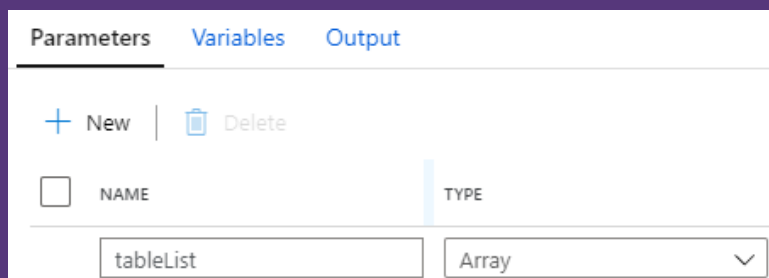 Parameters Variables Output
New Delete
NAME TYPE
tableList Array